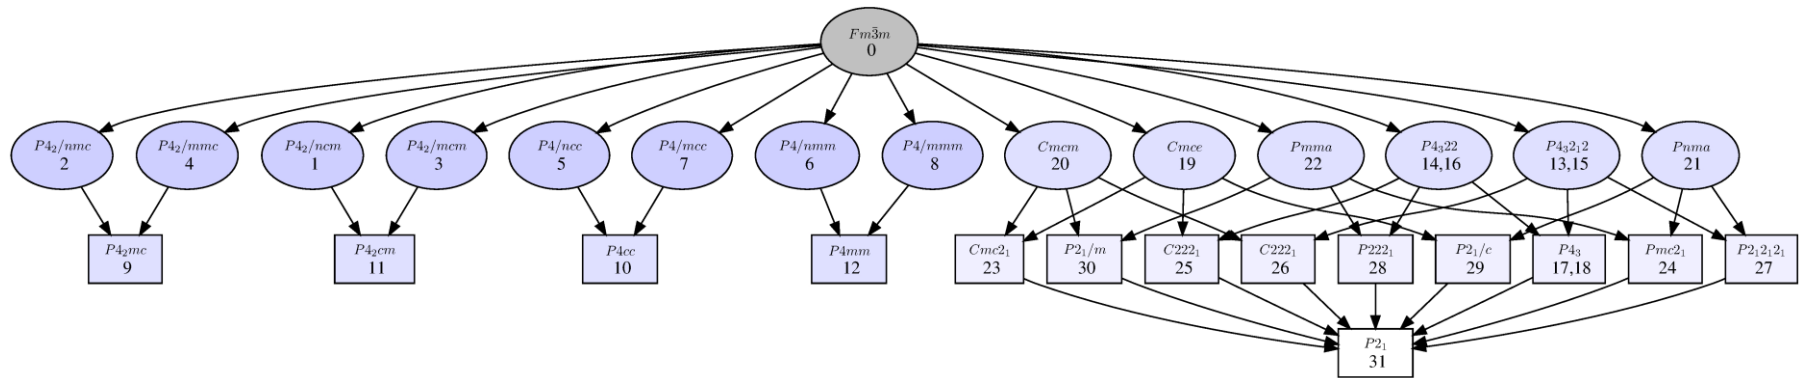 Fm3̄m
0
P4₂/nmc
2
P4₂/mmc
4
P4₂/ncm
1
P4₂/mcm
3
P4/ncc
5
P4/mcc
7
P4/nmm
6
P4/mmm
8
Cmcm
20
Cmce
19
Pmma
22
P4₃22
14,16
P4₃2₁2
13,15
Pnma
21
P4₂mc
9
P4₂cm
11
P4cc
10
P4mm
12
Cmc2₁
23
P2₁/m
30
C222₁
25
C222₁
26
P222₁
28
P2₁/c
29
P4₃
17,18
Pmc2₁
24
P2₁2₁2₁
27
P2₁
31